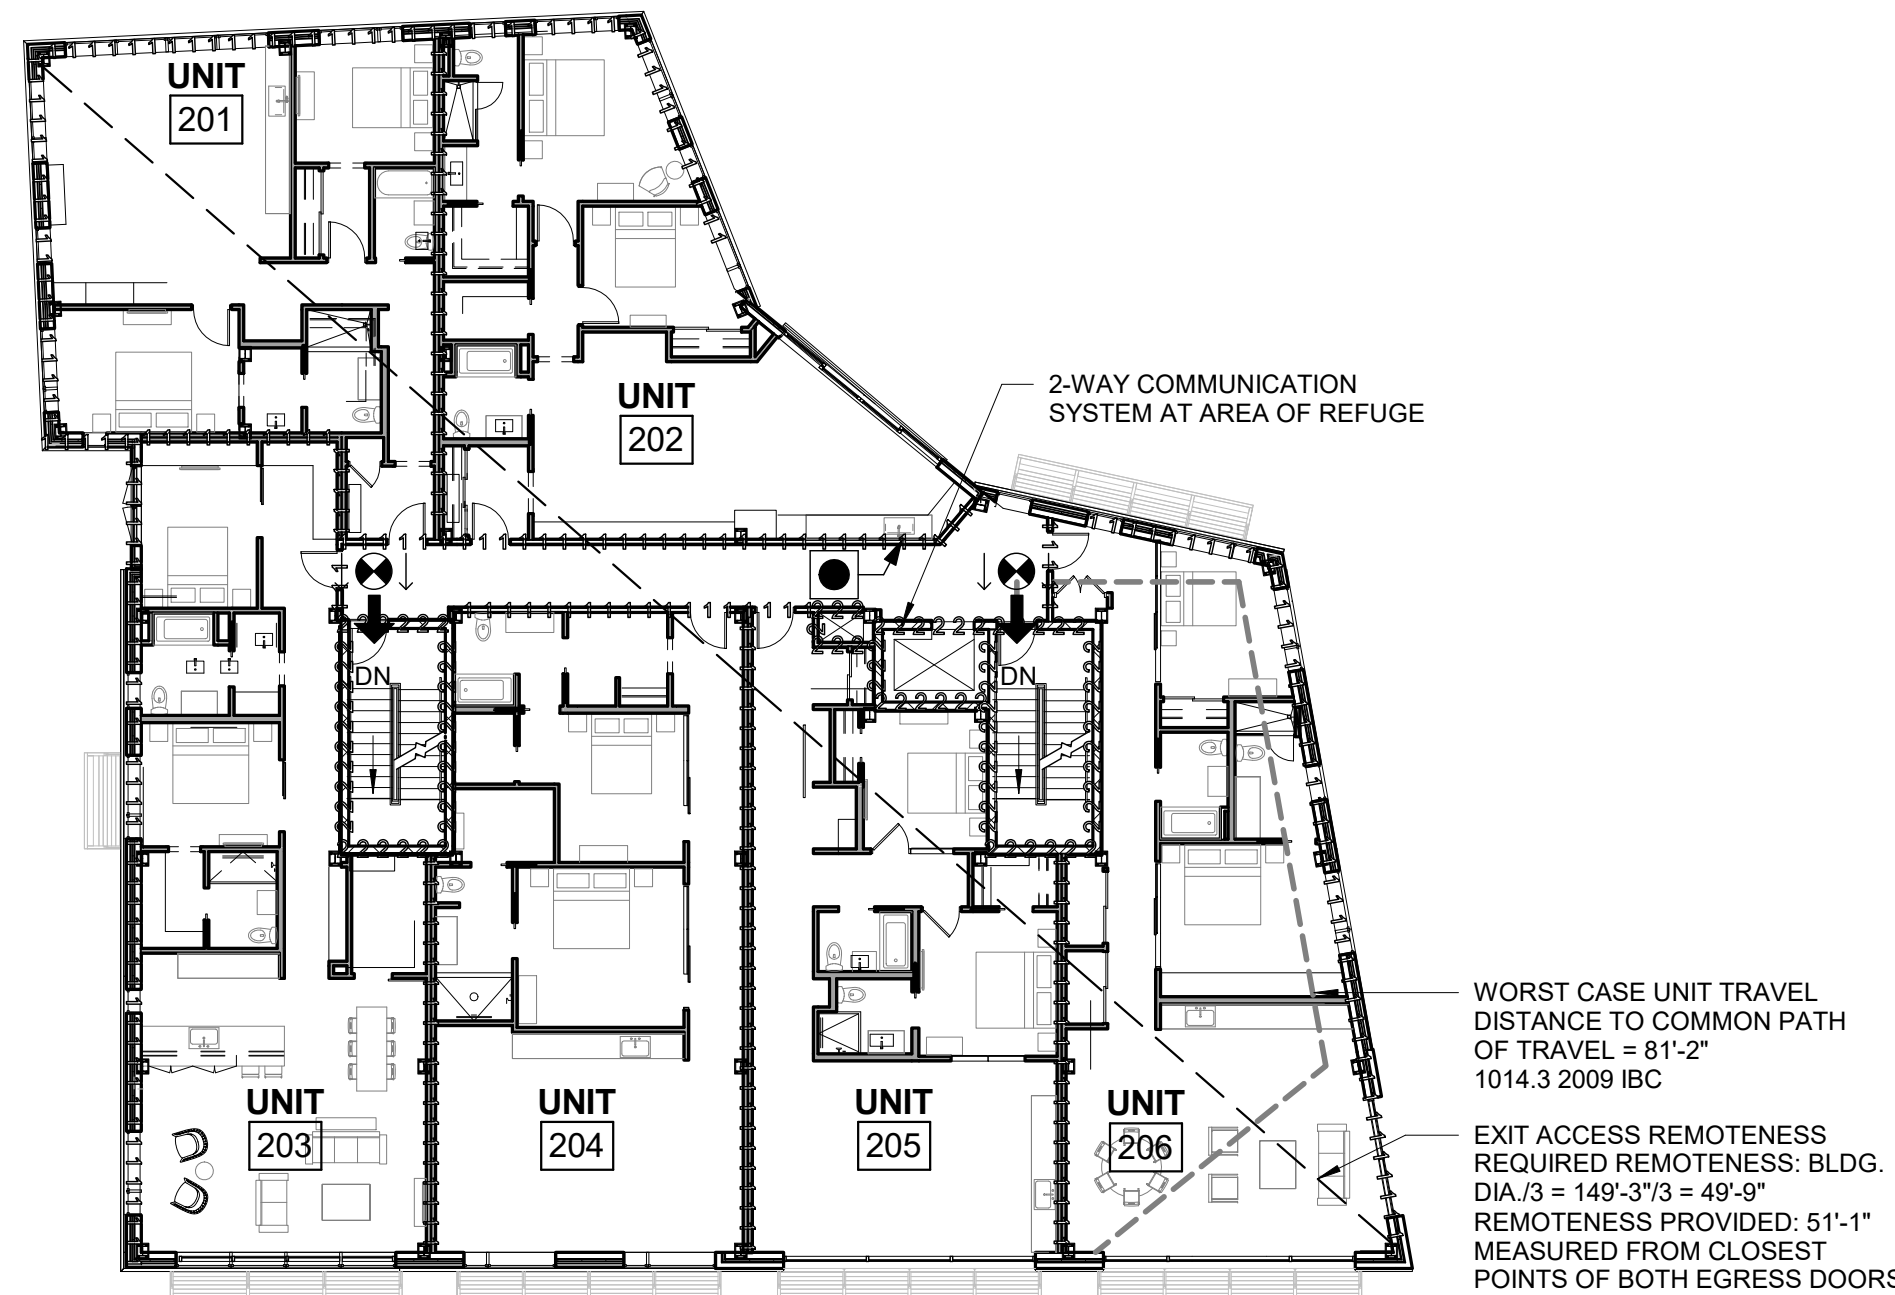 UNIT
201
UNIT
202
2-WAY COMMUNICATION
SYSTEM AT AREA OF REFUGE
DN
DN
WORST CASE UNIT TRAVEL
DISTANCE TO COMMON PATH
OF TRAVEL = 81'-2"
1014.3 2009 IBC
UNIT
203
UNIT
204
UNIT
205
UNIT
206
EXIT ACCESS REMOTENESS
REQUIRED REMOTENESS: BLDG.
DIA./3 = 149'-3"/3 = 49'-9"
REMOTENESS PROVIDED: 51'-1"
MEASURED FROM CLOSEST
POINTS OF BOTH EGRESS DOORS